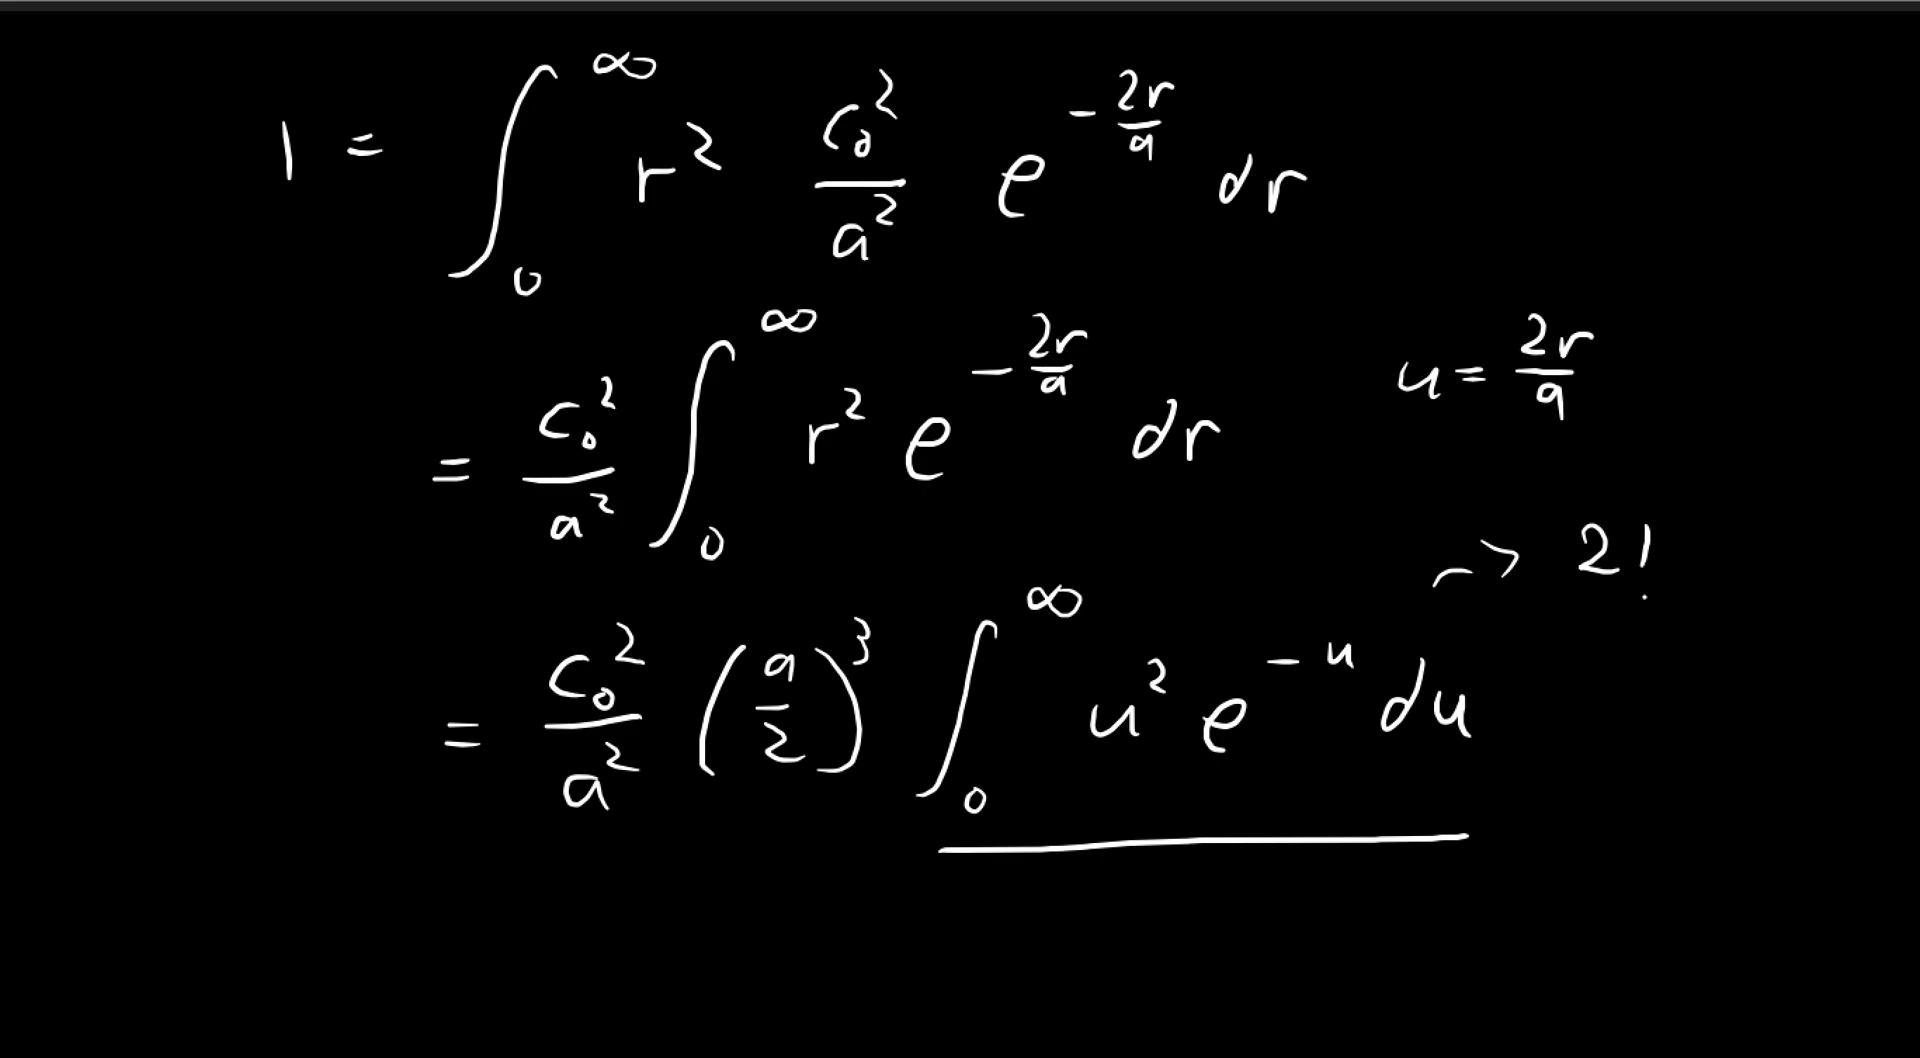 1 = ∫₀^∞ r² c₀²/a² e^(-2r/a) dr
= c₀²/a² ∫₀^∞ r² e^(-2r/a) dr   u = 2r/a
→ 2!
= c₀²/a² (a/2)³ ∫₀^∞ u² e^(-u) du